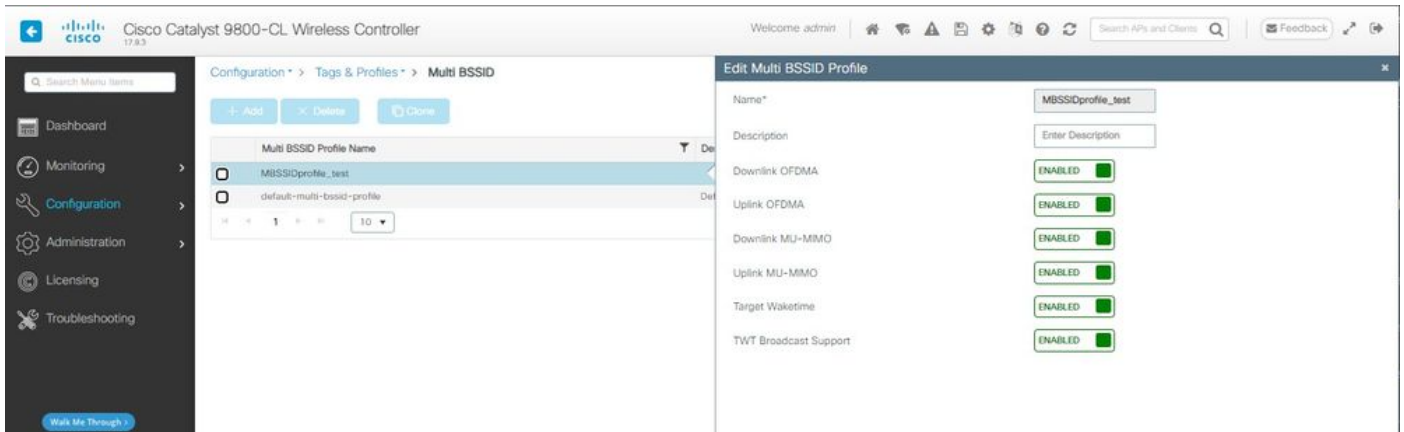 CISCO
Cisco Catalyst 9800-CL Wireless Controller
17.9.3
Welcome admin
Search APs and Clients
Feedback
Search Menu Items
Dashboard
Monitoring
Configuration
Administration
Licensing
Troubleshooting
Walk Me Through >
Configuration > Tags & Profiles > Multi BSSID
+ Add
× Delete
Clone
Multi BSSID Profile Name
De
MBSSIDprofile_test
default-multi-bssid-profile
Def
1
10
Edit Multi BSSID Profile
×
Name*
MBSSIDprofile_test
Description
Enter Description
Downlink OFDMA
ENABLED
Uplink OFDMA
ENABLED
Downlink MU-MIMO
ENABLED
Uplink MU-MIMO
ENABLED
Target Waketime
ENABLED
TWT Broadcast Support
ENABLED